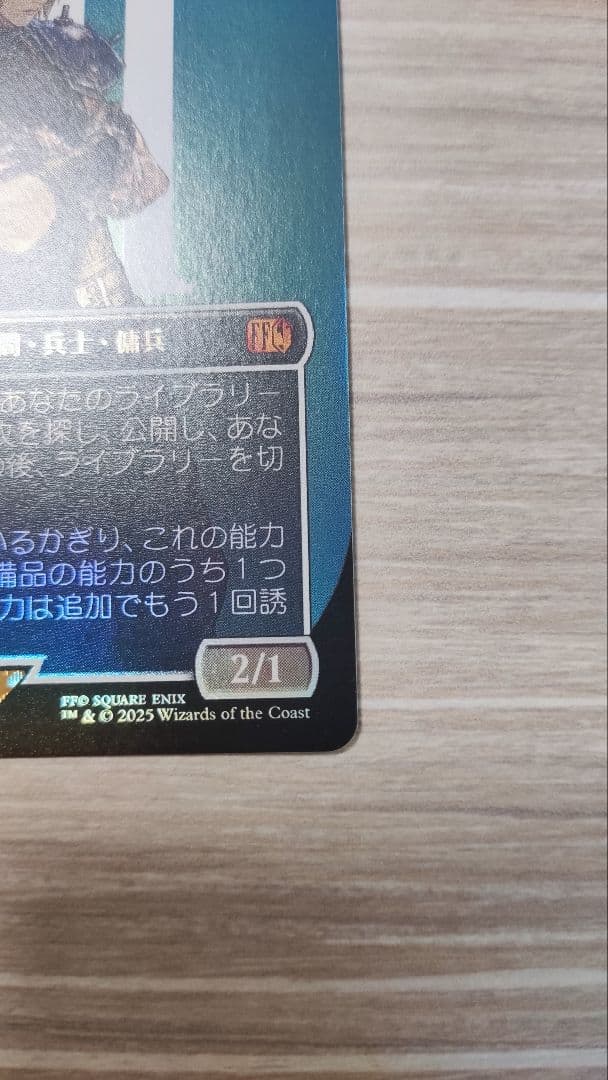 間・兵士・傭兵
FF
あなたのライブラリー
を探し、公開し、あな
後、ライブラリーを切
いるかぎり、これの能力
備品の能力のうち1つ
力は追加でもう1回誘
2/1
FF© SQUARE ENIX
™ & © 2025 Wizards of the Coast